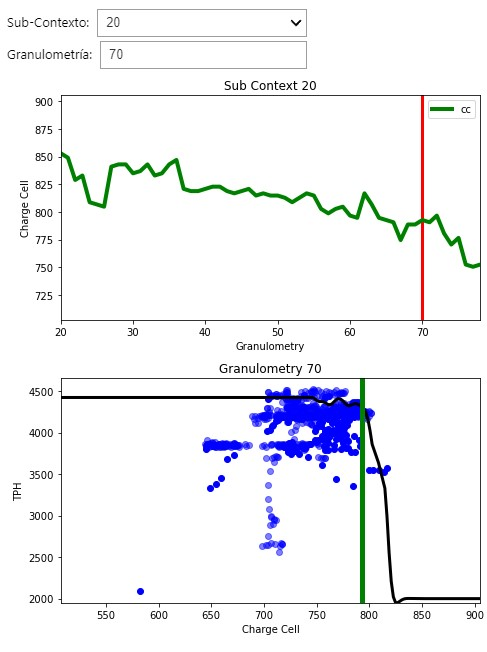 Sub-Contexto: 20
Granulometría: 70
Sub Context 20
900
875
850
825
800
775
750
725
Charge Cell
cc
20 30 40 50 60 70
Granulometry
Granulometry 70
4500
4000
3500
3000
2500
2000
TPH
550 600 650 700 750 800 850 900
Charge Cell